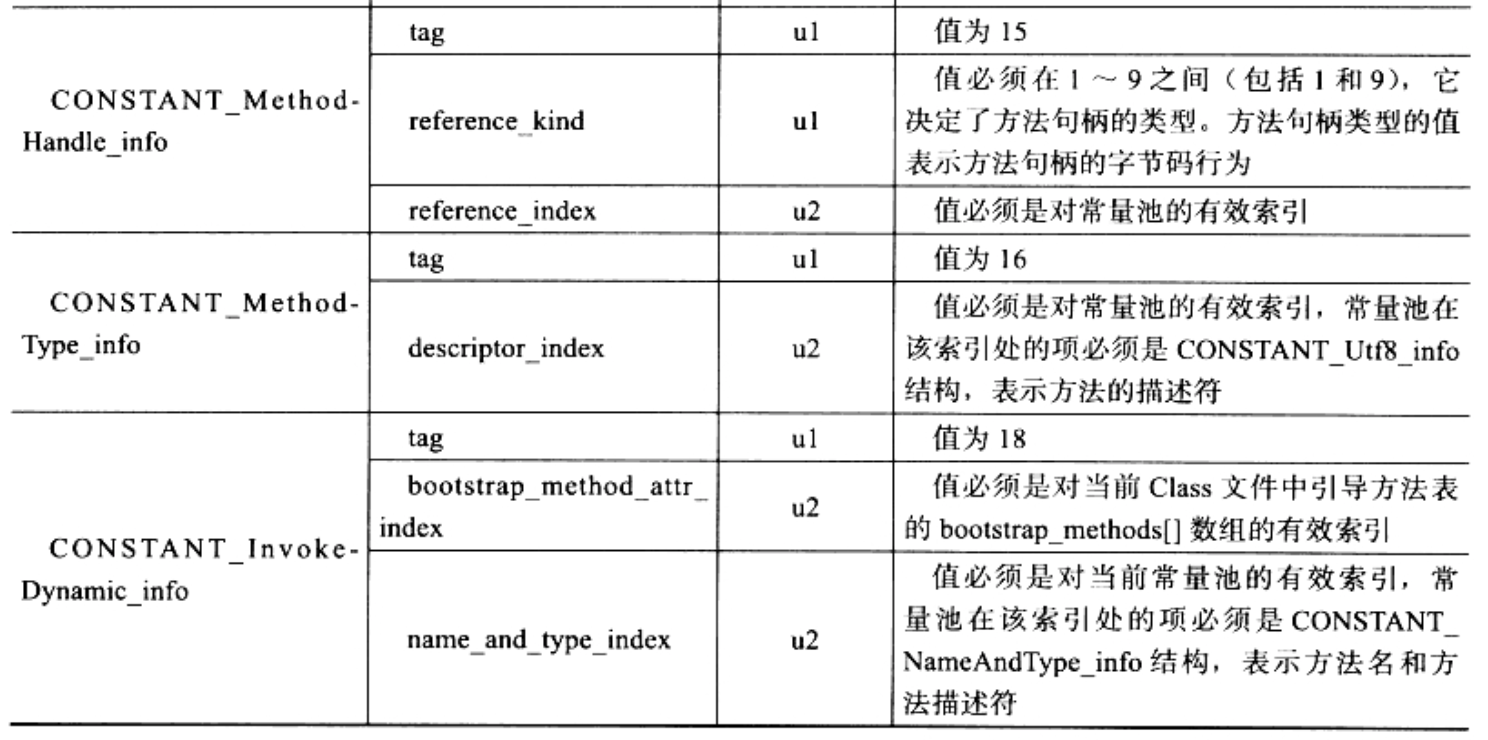 CONSTANT_Method-
Handle_info
tag
u1
值为 15
reference_kind
u1
值必须在 1 ~ 9 之间（包括 1 和 9），它
决定了方法句柄的类型。方法句柄类型的值
表示方法句柄的字节码行为
reference_index
u2
值必须是对常量池的有效索引
CONSTANT_Method-
Type_info
tag
u1
值为 16
descriptor_index
u2
值必须是对常量池的有效索引，常量池在
该索引处的项必须是 CONSTANT_Utf8_info
结构，表示方法的描述符
CONSTANT_Invoke-
Dynamic_info
tag
u1
值为 18
bootstrap_method_attr_
index
u2
值必须是对当前 Class 文件中引导方法表
的 bootstrap_methods[] 数组的有效索引
name_and_type_index
u2
值必须是对当前常量池的有效索引，常
量池在该索引处的项必须是 CONSTANT_
NameAndType_info 结构，表示方法名和方
法描述符